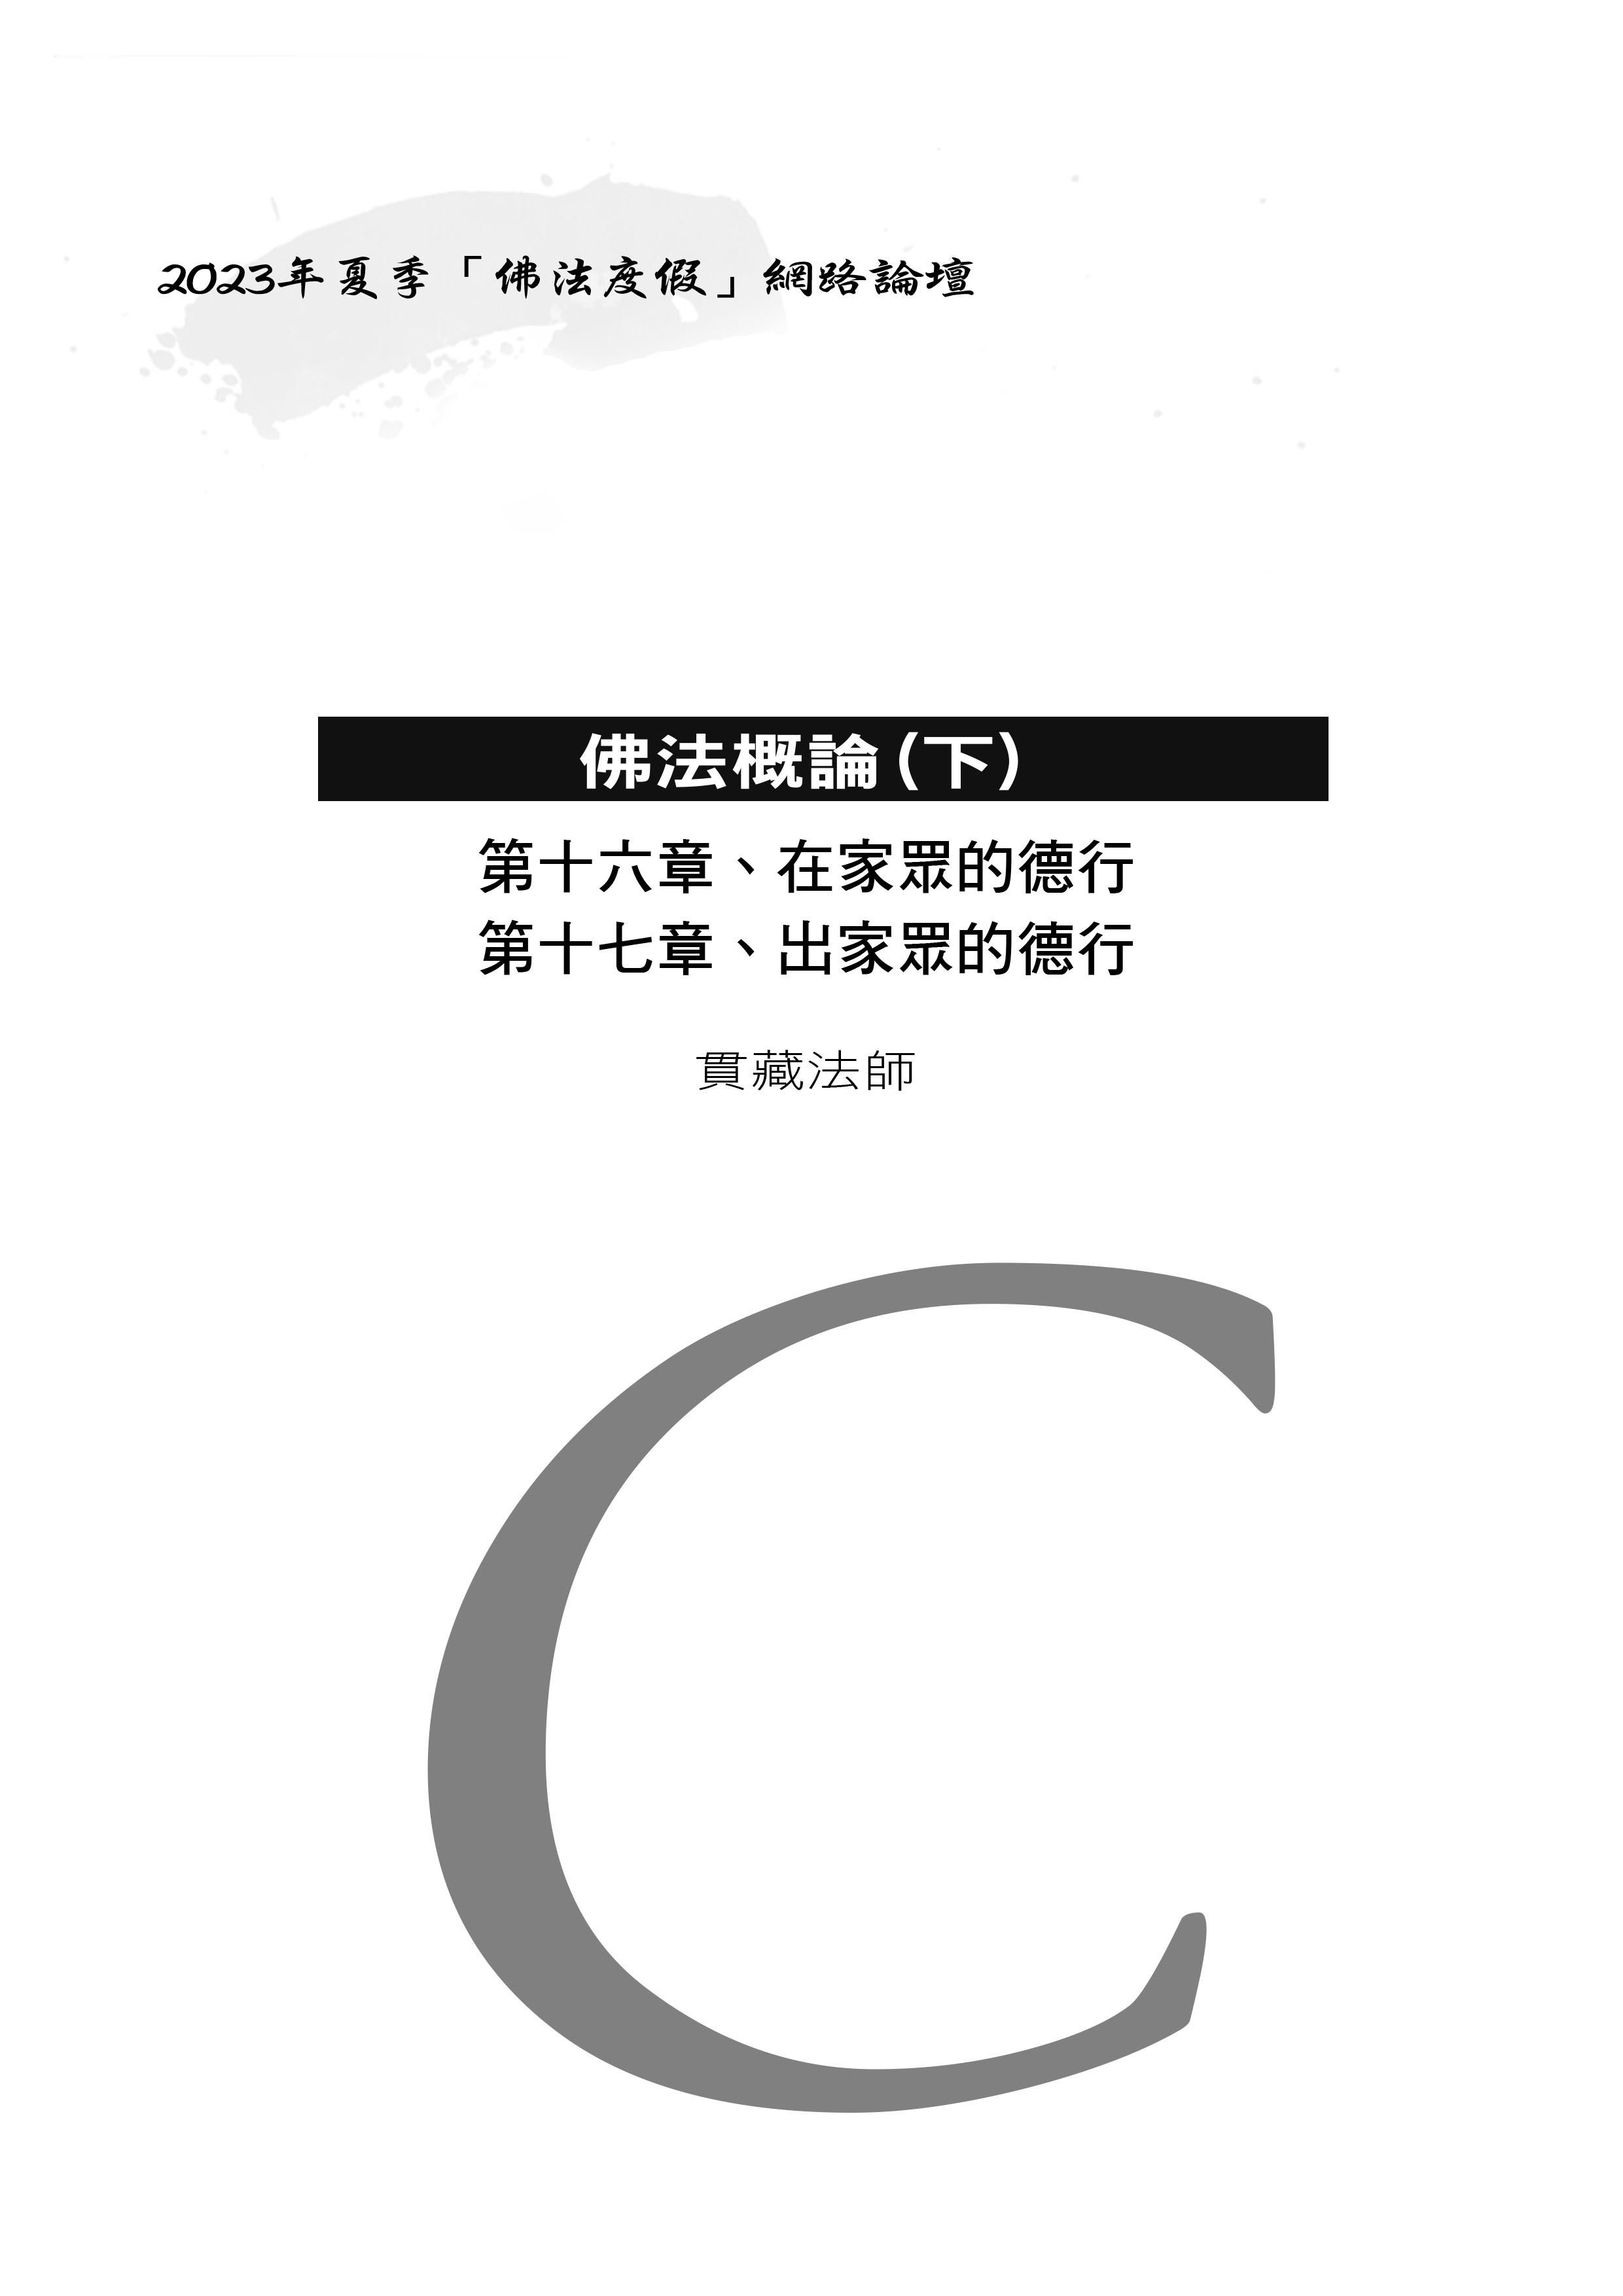 2023年夏季「佛法度假」網路論壇
佛法概論(下)
第十六章、在家眾的德行
第十七章、出家眾的德行
貫藏法師
C